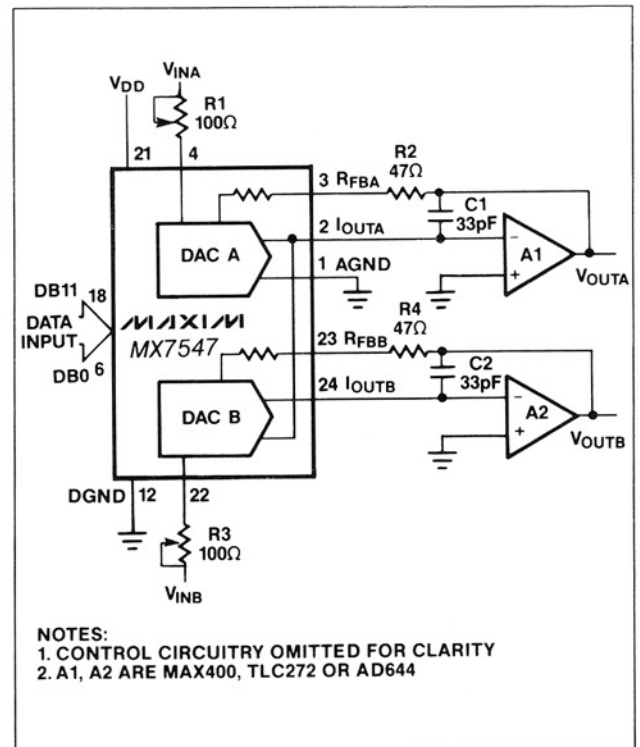 VINA
VDD
R1
100Ω
21
4
R2
47Ω
3 RFBA
C1
33pF
2 IOUTA
DAC A
1 AGND
−
A1
+
VOUTA
DB11 18
DATA
INPUT
DB0 6
MAXIM
MX7547
R4
47Ω
23 RFBB
C2
33pF
24 IOUTB
DAC B
−
A2
+
VOUTB
DGND 12
22
R3
100Ω
VINB
NOTES:
1. CONTROL CIRCUITRY OMITTED FOR CLARITY
2. A1, A2 ARE MAX400, TLC272 OR AD644